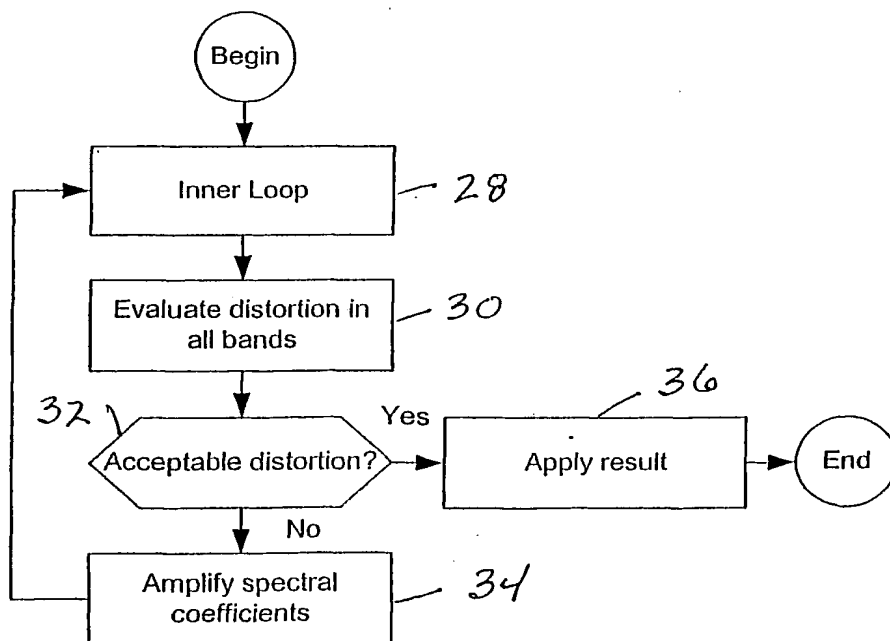 Begin
Inner Loop
28
Evaluate distortion in
all bands
30
32
Acceptable distortion?
Yes
36
Apply result
End
No
Amplify spectral
coefficients
34